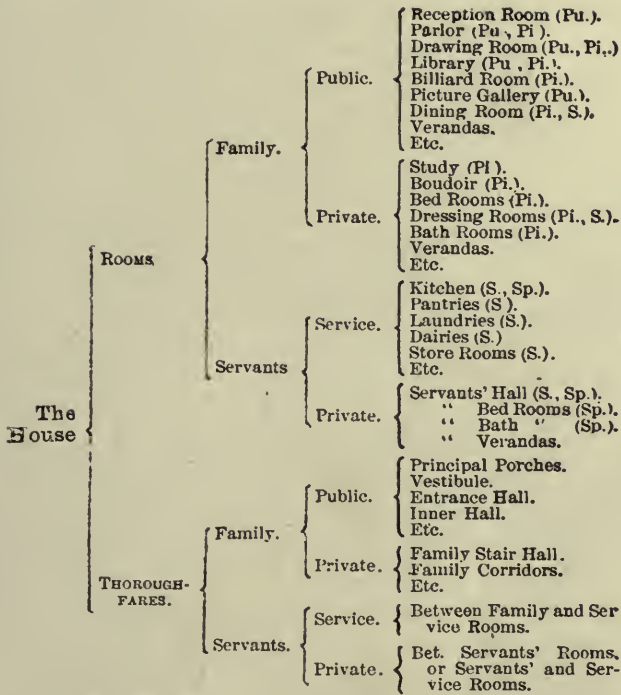 Reception Room (Pu.).
Parlor (Pu., Pi ).
Drawing Room (Pu., Pi..)
Library (Pu , Pi.).
Public.
Billiard Room (Pi.).
Picture Gallery (Pu.).
Dining Room (Pi., S.).
Verandas.
Etc.
Family.
Study (Pi ).
Boudoir (Pi.).
Bed Rooms (Pi.).
Private.
Dressing Rooms (Pi., S.).
Bath Rooms (Pi.).
Verandas.
Etc.
ROOMS.
Kitchen (S., Sp.).
Pantries (S ).
Service.
Laundries (S.).
Dairies (S.)
Store Rooms (S.).
Etc.
Servants
Servants' Hall (S., Sp.).
Private.
“ Bed Rooms (Sp.).
“ Bath “ (Sp.).
“ Verandas.
The
House
Principal Porches.
Public.
Vestibule.
Entrance Hall.
Inner Hall.
Etc.
Family.
Private.
Family Stair Hall.
Family Corridors.
Etc.
THOROUGH-
FARES.
Service.
Between Family and Ser
vice Rooms.
Servants.
Private.
Bet. Servants' Rooms.
or Servants' and Ser-
vice Rooms.